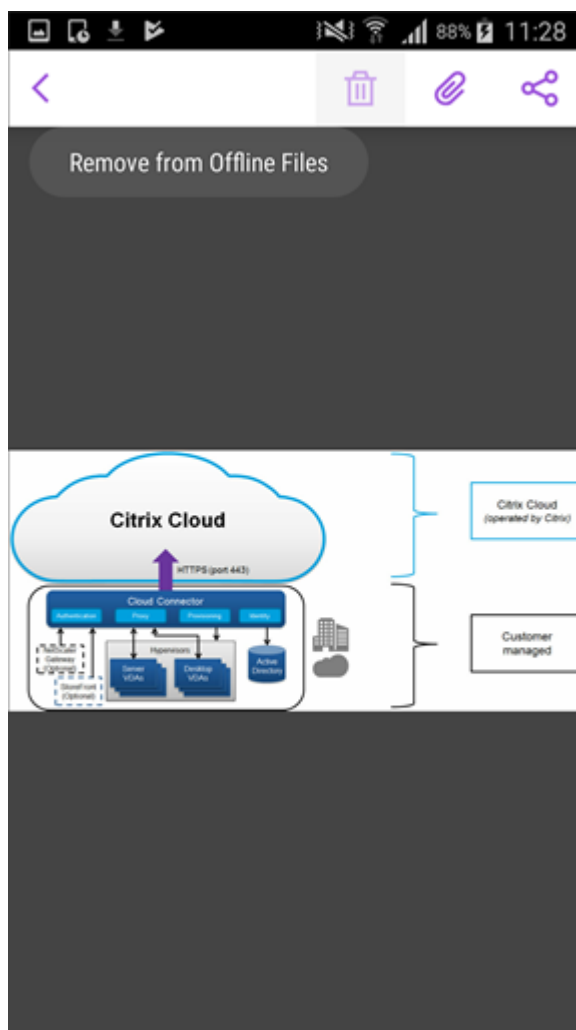 88% 11:28
Remove from Offline Files
Citrix Cloud
HTTPS (port 443)
Citrix Cloud
(operated by Citrix)
Cloud Connector
Authentication Proxy Provisioning Identity
Customer
managed
NetScaler
Gateway
(Optional)
Hypervisors
Server
VDAs
Desktop
VDAs
Active
Directory
StoreFront
(Optional)